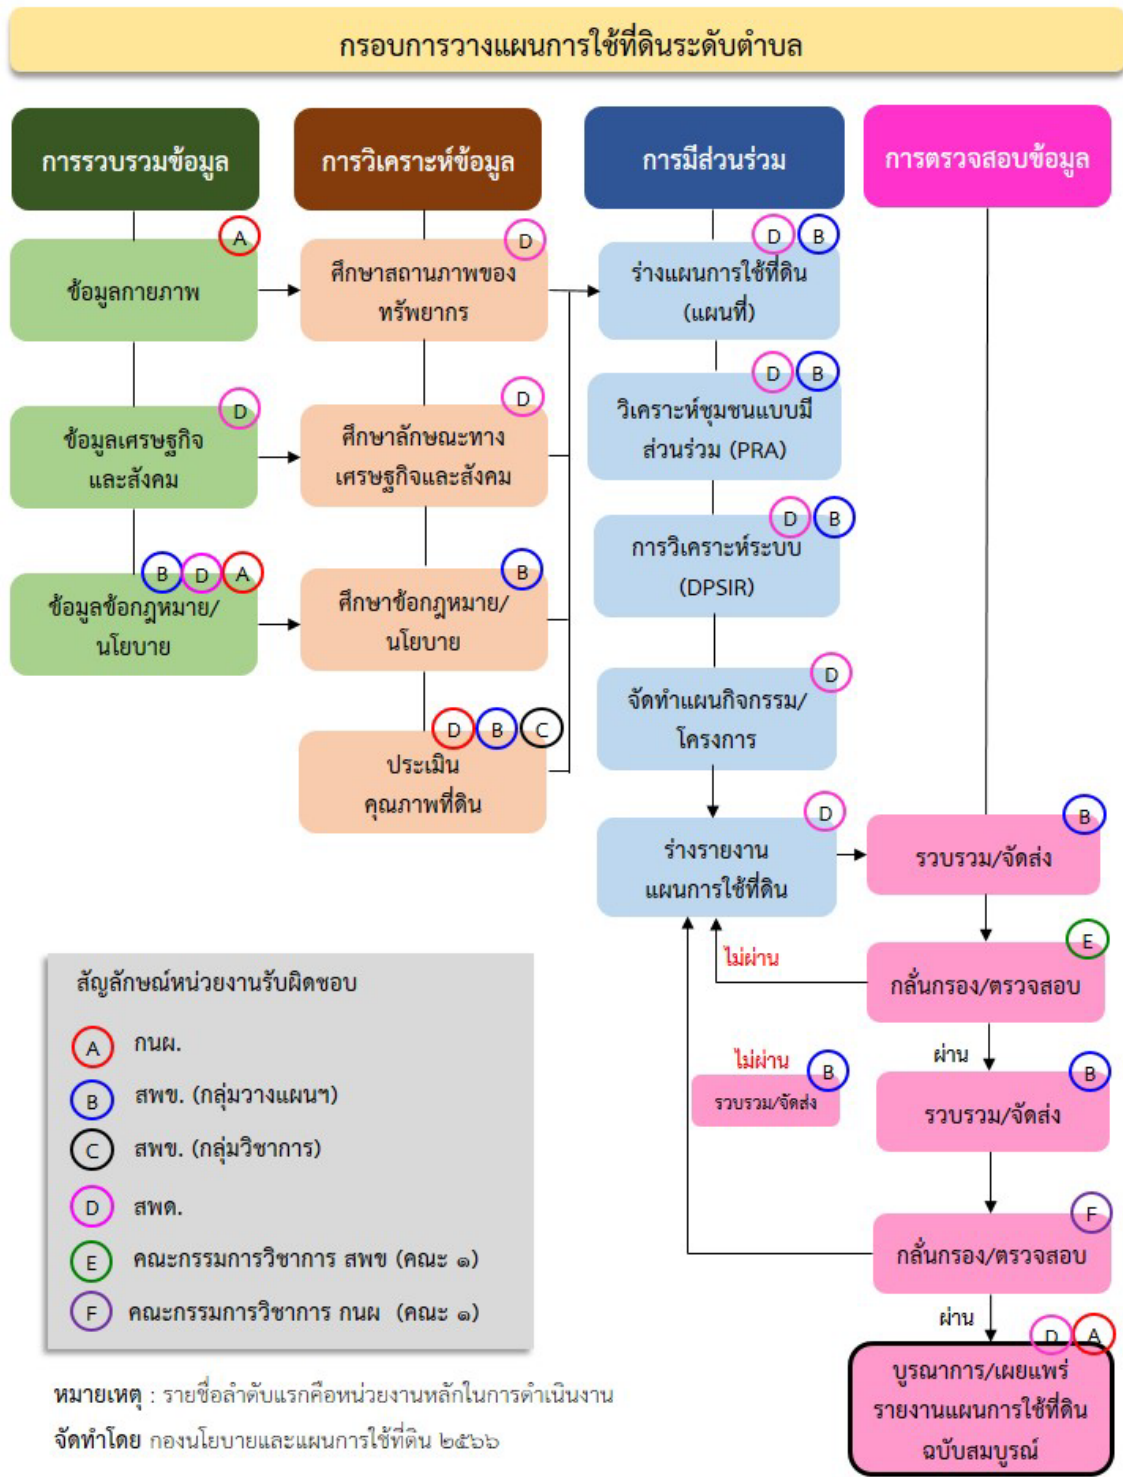 กรอบการวางแผนการใช้ที่ดินระดับตำบล
การรวบรวมข้อมูล
การวิเคราะห์ข้อมูล
การมีส่วนร่วม
การตรวจสอบข้อมูล
A
ข้อมูลกายภาพ
D
ข้อมูลเศรษฐกิจ
และสังคม
B D A
ข้อมูลข้อกฎหมาย/
นโยบาย
D
ศึกษาสถานภาพของ
ทรัพยากร
D
ศึกษาลักษณะทาง
เศรษฐกิจและสังคม
B
ศึกษาข้อกฎหมาย/
นโยบาย
D B C
ประเมิน
คุณภาพที่ดิน
D B
ร่างแผนการใช้ที่ดิน
(แผนที่)
D B
วิเคราะห์ชุมชนแบบมี
ส่วนร่วม (PRA)
D B
การวิเคราะห์ระบบ
(DPSIR)
D
จัดทำแผนกิจกรรม/
โครงการ
D
ร่างรายงาน
แผนการใช้ที่ดิน
B
รวบรวม/จัดส่ง
E
กลั่นกรอง/ตรวจสอบ
ไม่ผ่าน
ผ่าน
B
รวบรวม/จัดส่ง
ไม่ผ่าน
B
รวบรวม/จัดส่ง
F
กลั่นกรอง/ตรวจสอบ
ผ่าน
D A
บูรณาการ/เผยแพร่
รายงานแผนการใช้ที่ดิน
ฉบับสมบูรณ์
สัญลักษณ์หน่วยงานรับผิดชอบ
A กนผ.
B สพข. (กลุ่มวางแผนฯ)
C สพข. (กลุ่มวิชาการ)
D สพด.
E คณะกรรมการวิชาการ สพข (คณะ ๑)
F คณะกรรมการวิชาการ กนผ (คณะ ๑)
หมายเหตุ : รายชื่อลำดับแรกคือหน่วยงานหลักในการดำเนินงาน
จัดทำโดย กองนโยบายและแผนการใช้ที่ดิน ๒๕๖๖